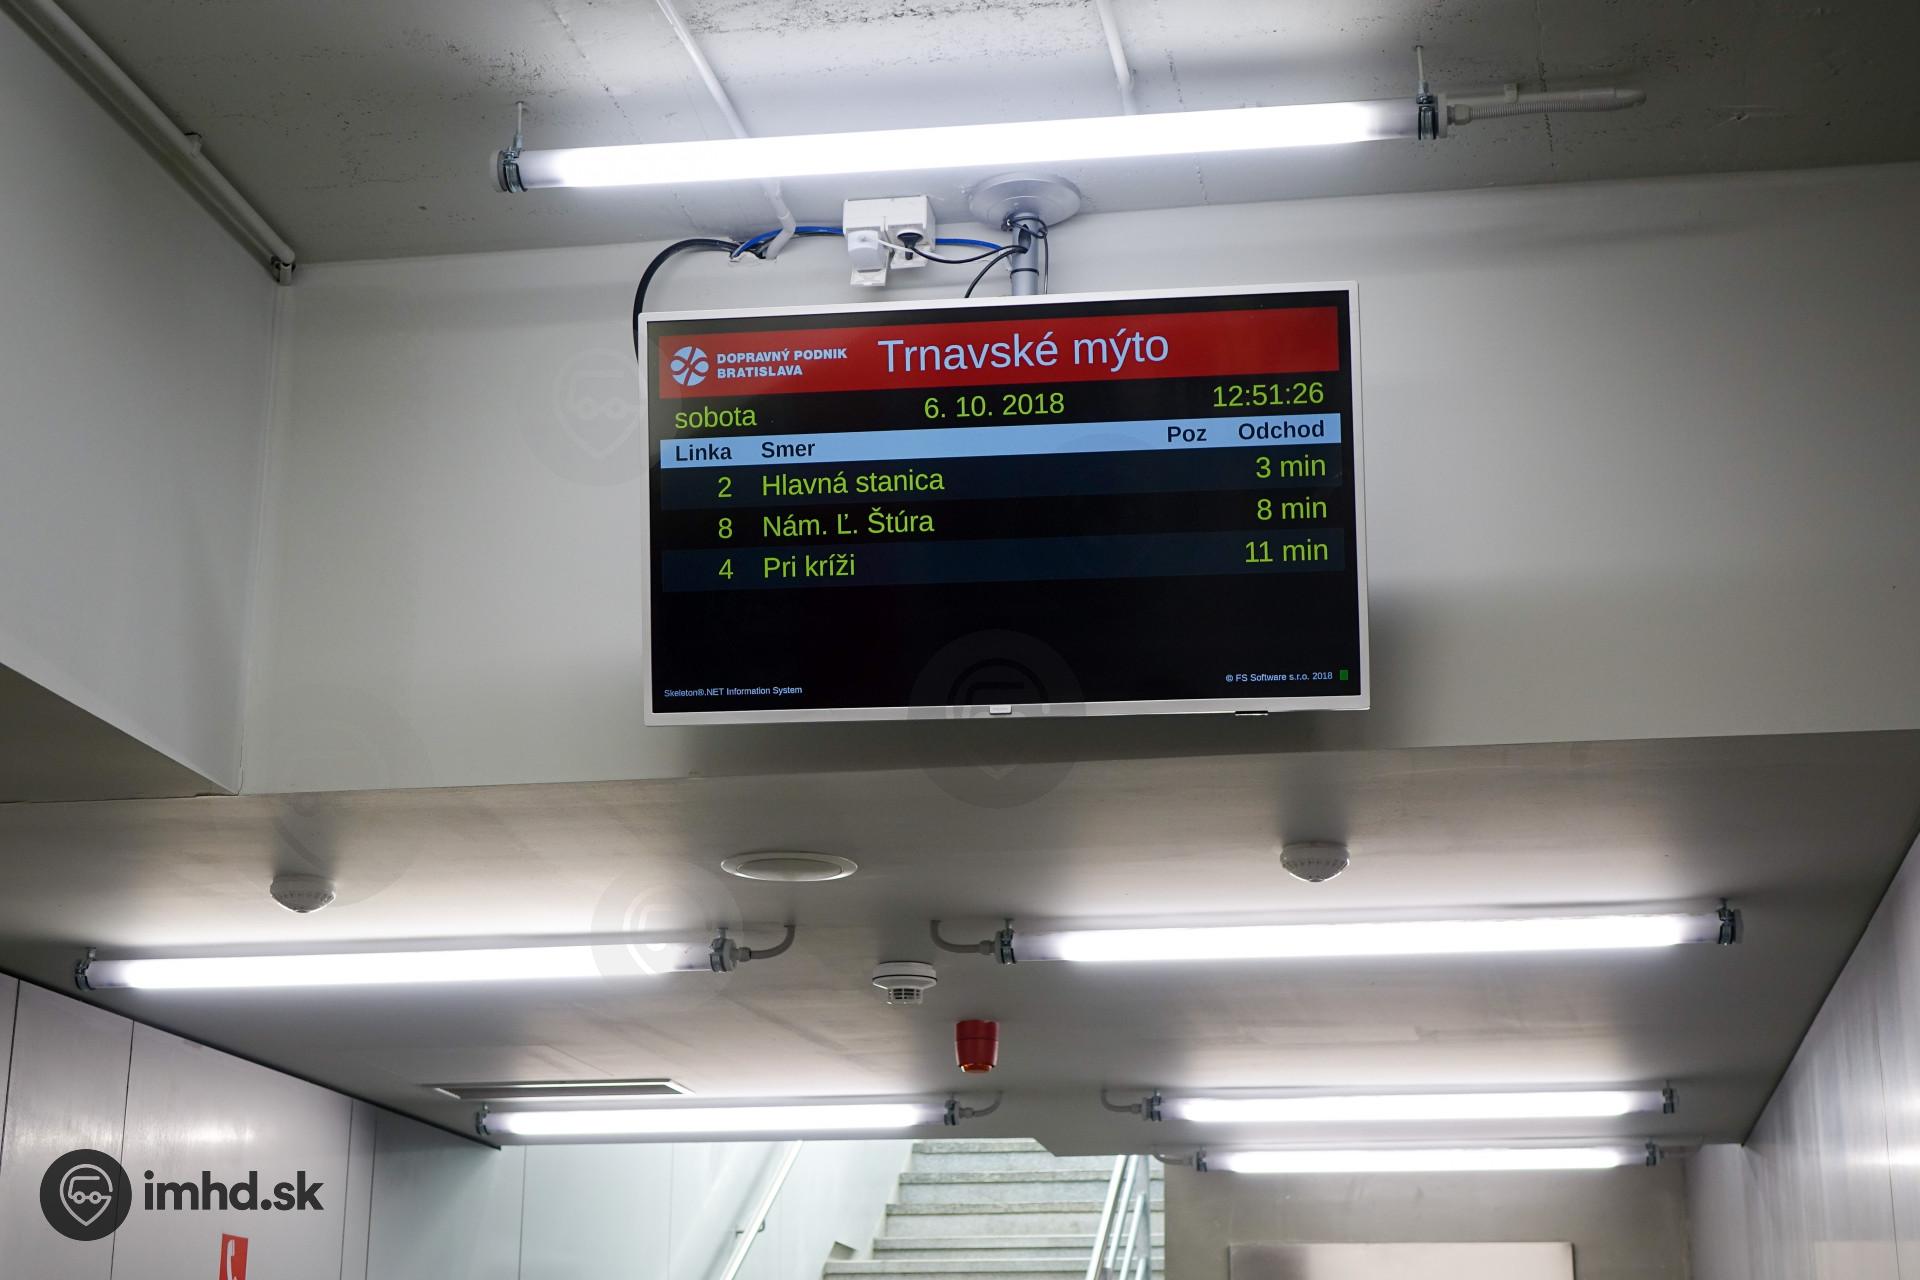 DOPRAVNÝ PODNIK
BRATISLAVA
Trnavské mýto
sobota 6. 10. 2018 12:51:26
Linka Smer Poz Odchod
2 Hlavná stanica 3 min
8 Nám. Ľ. Štúra 8 min
4 Pri kríži 11 min
Skeleton®.NET Information System © FS Software s.r.o. 2018
imhd.sk